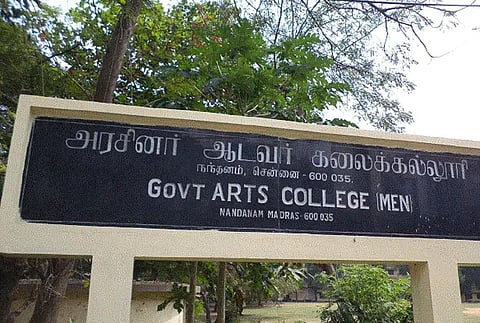 அரசினர் ஆடவர் கலைக்கல்லூரி
நந்தனம், சென்னை - 600 035.
GOVT ARTS COLLEGE (MEN)
NANDANAM MADRAS-600 035